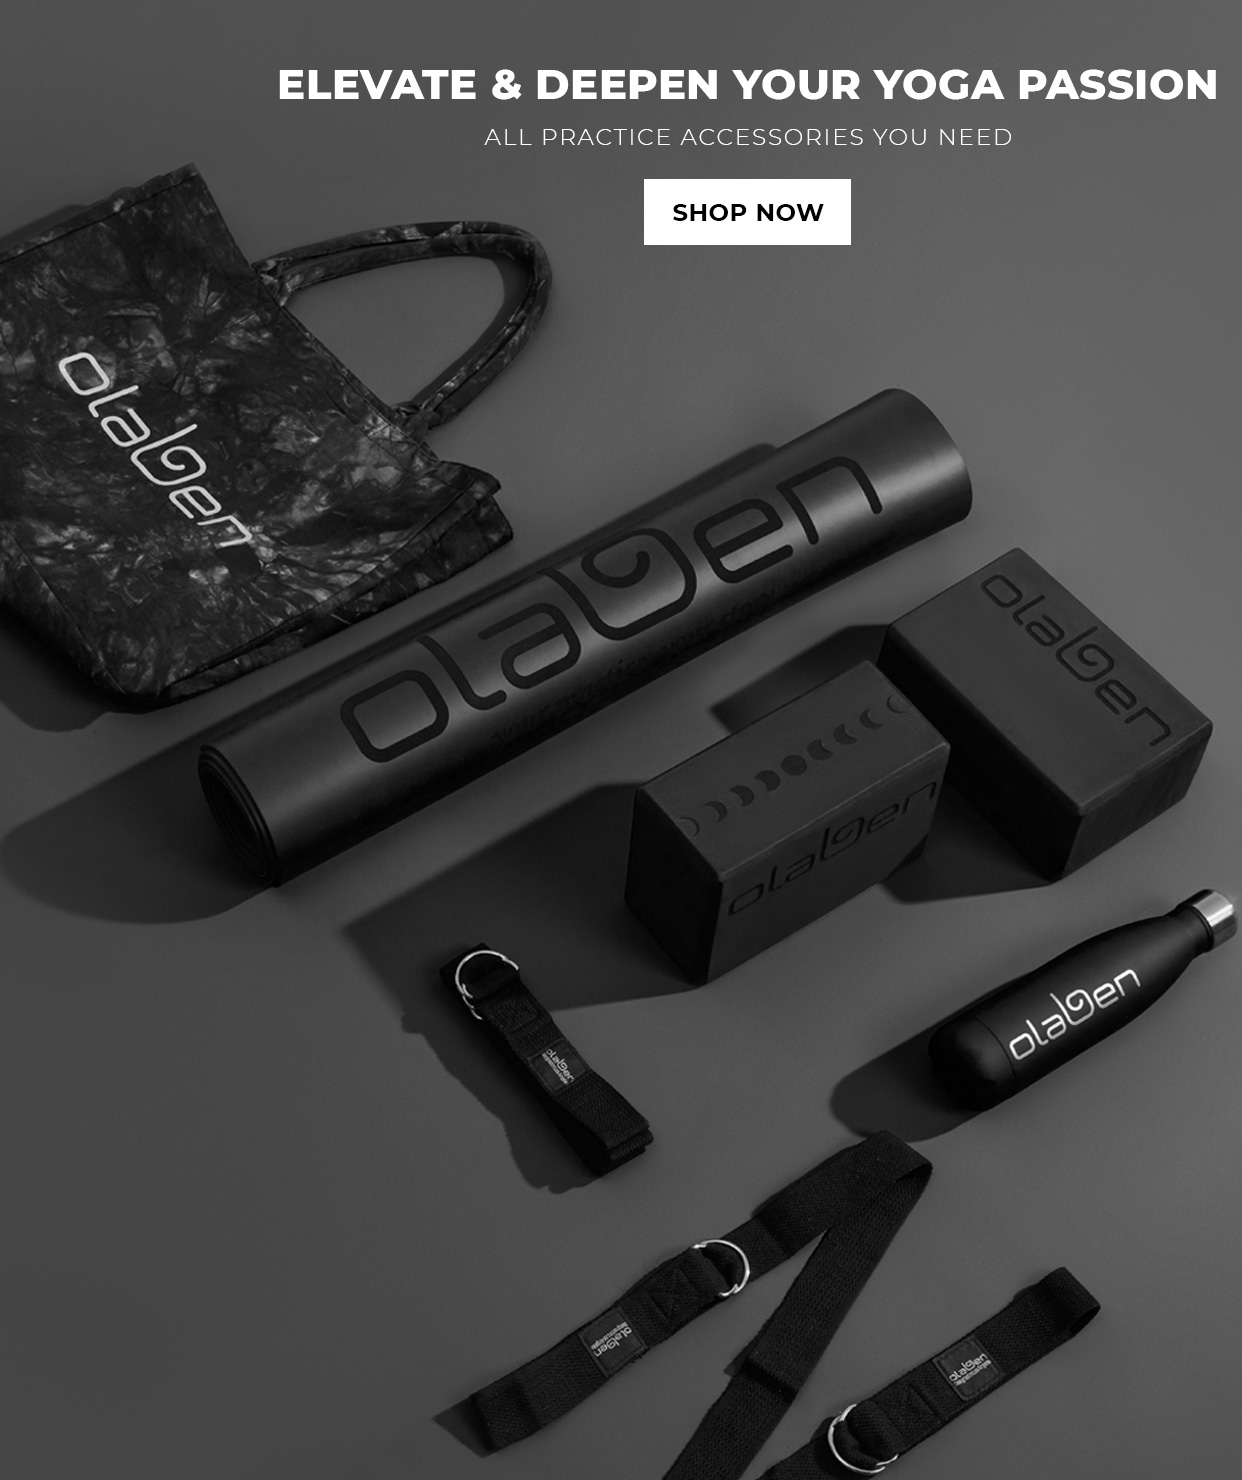 ELEVATE & DEEPEN YOUR YOGA PASSION
ALL PRACTICE ACCESSORIES YOU NEED
SHOP NOW
olaben
olaben
olaben
olaben
olaben
olaben
olaben
olaben